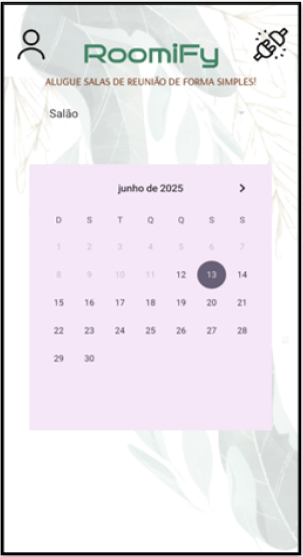 RoomiFy
ALUGUE SALAS DE REUNIÃO DE FORMA SIMPLES!
Salão
junho de 2025
D S T Q Q S S
1 2 3 4 5 6 7
8 9 10 11 12 13 14
15 16 17 18 19 20 21
22 23 24 25 26 27 28
29 30